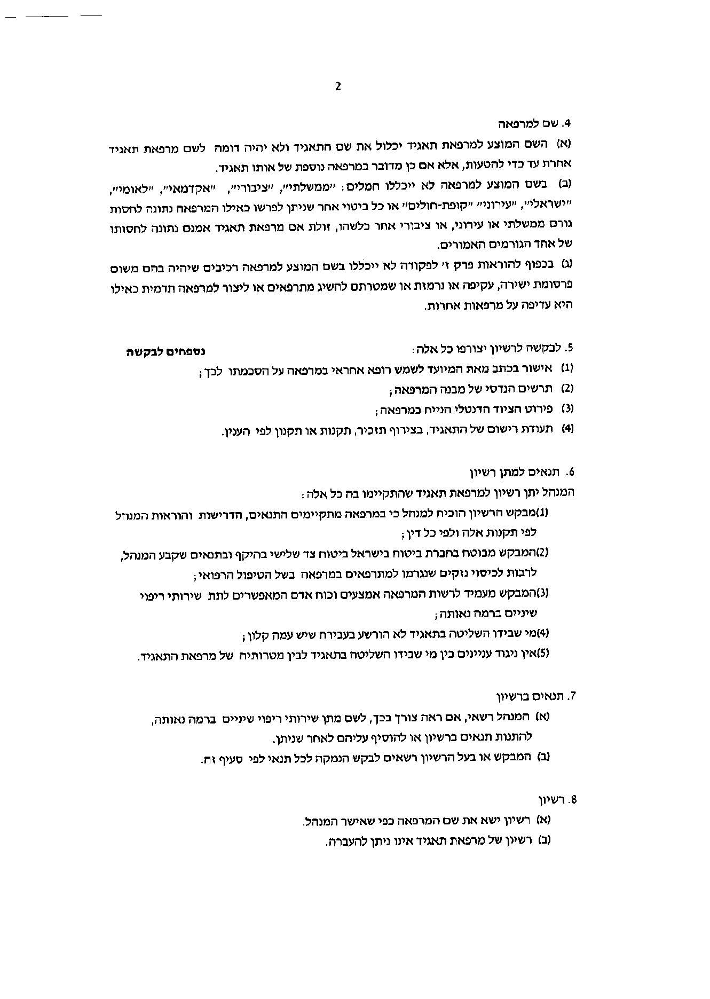 2
4. שם למרפאה
(א) השם המוצע למרפאת תאגיד יכלול את שם התאגיד ולא יהיה דומה לשם מרפאת תאגיד
אחרת עד כדי להטעות, אלא אם כן מדובר במרפאה נוספת של אותו תאגיד.
(ב) בשם המוצע למרפאה לא ייכללו המלים: "ממשלתי", "ציבורי", "אקדמאי", "לאומי",
"ישראלי", "עירוני" "קופת-חולים" או כל ביטוי אחר שניתן לפרשו כאילו המרפאה נתונה לחסות
גורם ממשלתי או עירוני, או ציבורי אחר כלשהו, זולת אם מרפאת תאגיד אמנם נתונה לחסותו
של אחד הגורמים האמורים.
(ג) בכפוף להוראות פרק ז' לפקודה לא ייכללו בשם המוצע למרפאה רכיבים שיהיה בהם משום
פרסומת ישירה, עקיפה או נרמזת או שמטרתם להשיג מתרפאים או ליצור למרפאה תדמית כאילו
היא עדיפה על מרפאות אחרות.
5. לבקשה לרשיון יצורפו כל אלה: נספחים לבקשה
(1) אישור בכתב מאת המיועד לשמש רופא אחראי במרפאה על הסכמתו לכך;
(2) תרשים הנדסי של מבנה המרפאה;
(3) פירוט הציוד הדנטלי הנייח במרפאה;
(4) תעודת רישום של התאגיד, בצירוף תזכיר, תקנות או תקנון לפי הענין.
6. תנאים למתן רשיון
המנהל יתן רשיון למרפאת תאגיד שהתקיימו בה כל אלה:
(1)מבקש הרשיון הוכיח למנהל כי במרפאה מתקיימים התנאים, הדרישות והוראות המנהל
לפי תקנות אלה ולפי כל דין;
(2)המבקש מבוטח בחברת ביטוח בישראל ביטוח צד שלישי בהיקף ובתנאים שקבע המנהל,
לרבות לכיסוי נזקים שנגרמו למתרפאים במרפאה בשל הטיפול הרפואי;
(3)המבקש מעמיד לרשות המרפאה אמצעים וכוח אדם המאפשרים לתת שירותי ריפוי
שיניים ברמה נאותה;
(4)מי שבידו השליטה בתאגיד לא הורשע בעבירה שיש עמה קלון;
(5)אין ניגוד עניינים בין מי שבידו השליטה בתאגיד לבין מטרותיה של מרפאת התאגיד.
7. תנאים ברשיון
(א) המנהל רשאי, אם ראה צורך בכך, לשם מתן שירותי ריפוי שיניים ברמה נאותה,
להתנות תנאים ברשיון או להוסיף עליהם לאחר שניתן.
(ב) המבקש או בעל הרשיון רשאים לבקש הנמקה לכל תנאי לפי סעיף זה.
8. רשיון
(א) רשיון ישא את שם המרפאה כפי שאישר המנהל.
(ב) רשיון של מרפאת תאגיד אינו ניתן להעברה.